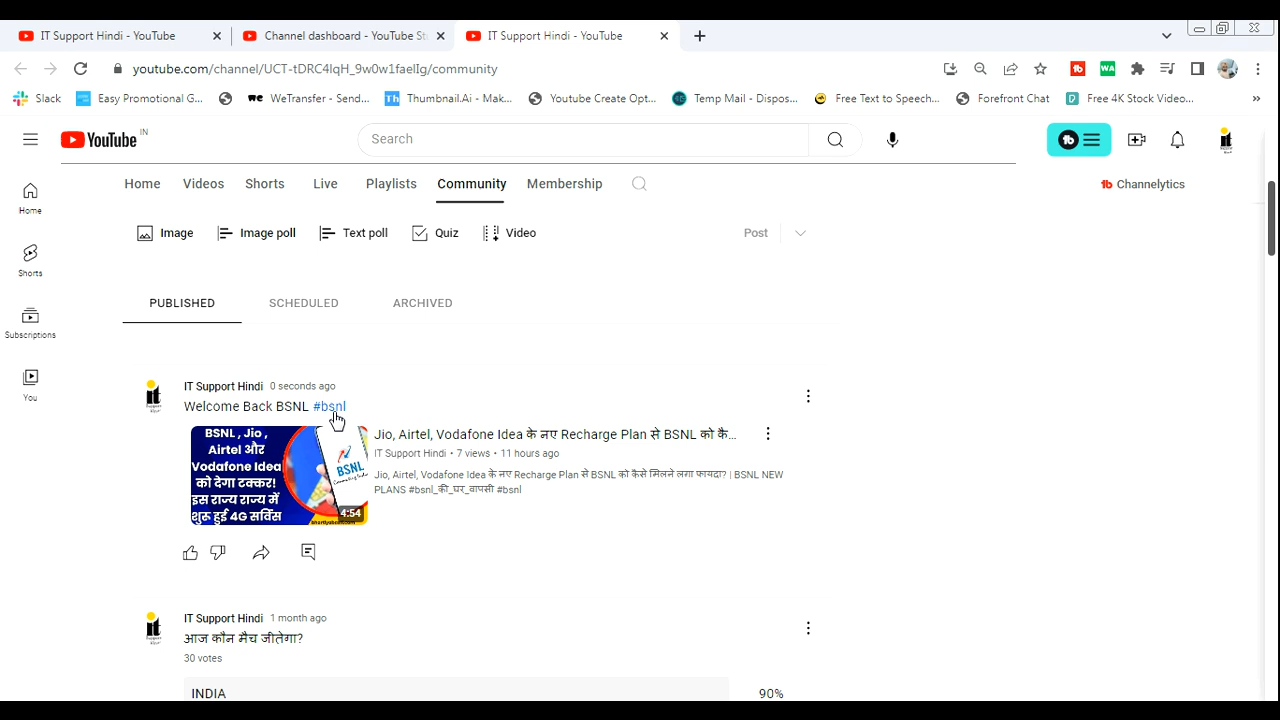 IT Support Hindi - YouTube
Channel dashboard - YouTube St
IT Support Hindi - YouTube
youtube.com/channel/UCT-tDRC4IqH_9w0w1faelIg/community
Slack
Easy Promotional G...
WeTransfer - Send...
Thumbnail.Ai - Mak...
Youtube Create Opt...
Temp Mail - Dispos...
Free Text to Speech...
Forefront Chat
Free 4K Stock Video...
YouTube IN
Search
Home Videos Shorts Live Playlists Community Membership
Channelytics
Home
Shorts
Subscriptions
You
Image Image poll Text poll Quiz Video Post
PUBLISHED SCHEDULED ARCHIVED
IT Support Hindi 0 seconds ago
Welcome Back BSNL #bsnl
BSNL , Jio ,
Airtel और
Vodafone Idea
को देगा टक्कर!
इस राज्य राज्य में
शुरू हुई 4G सर्विस
BSNL
4:54
Jio, Airtel, Vodafone Idea के नए Recharge Plan से BSNL को कै...
IT Support Hindi • 7 views • 11 hours ago
Jio, Airtel, Vodafone Idea के नए Recharge Plan से BSNL को कैसे मिलने लगा फायदा? | BSNL NEW
PLANS #bsnl_की_घर_वापसी #bsnl
IT Support Hindi 1 month ago
आज कौन मैच जीतेगा?
30 votes
INDIA 90%